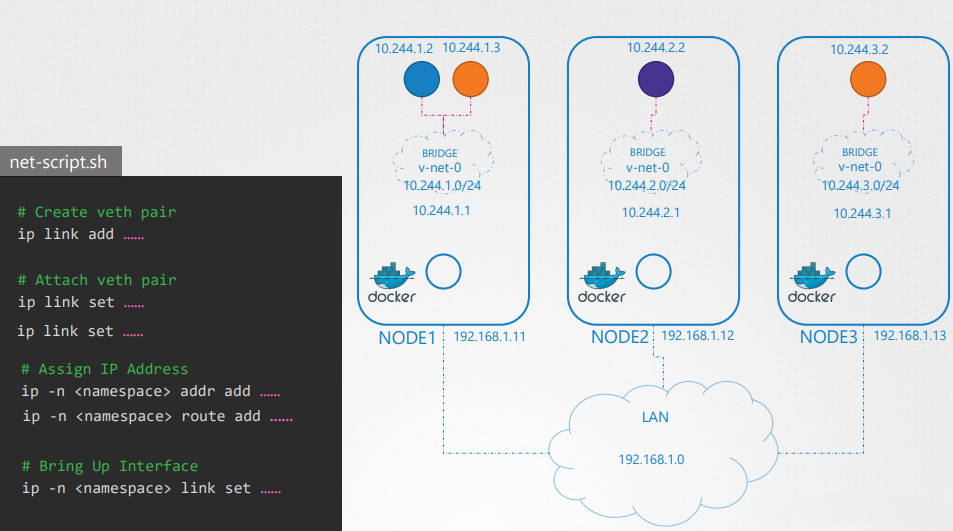 net-script.sh
# Create veth pair
ip link add ……
# Attach veth pair
ip link set ……
ip link set ……
# Assign IP Address
ip -n <namespace> addr add ……
ip -n <namespace> route add ……
# Bring Up Interface
ip -n <namespace> link set ……
10.244.1.2 10.244.1.3
BRIDGE
v-net-0
10.244.1.0/24
10.244.1.1
docker
NODE1 192.168.1.11
10.244.2.2
BRIDGE
v-net-0
10.244.2.0/24
10.244.2.1
docker
NODE2 192.168.1.12
10.244.3.2
BRIDGE
v-net-0
10.244.3.0/24
10.244.3.1
docker
NODE3 192.168.1.13
LAN
192.168.1.0